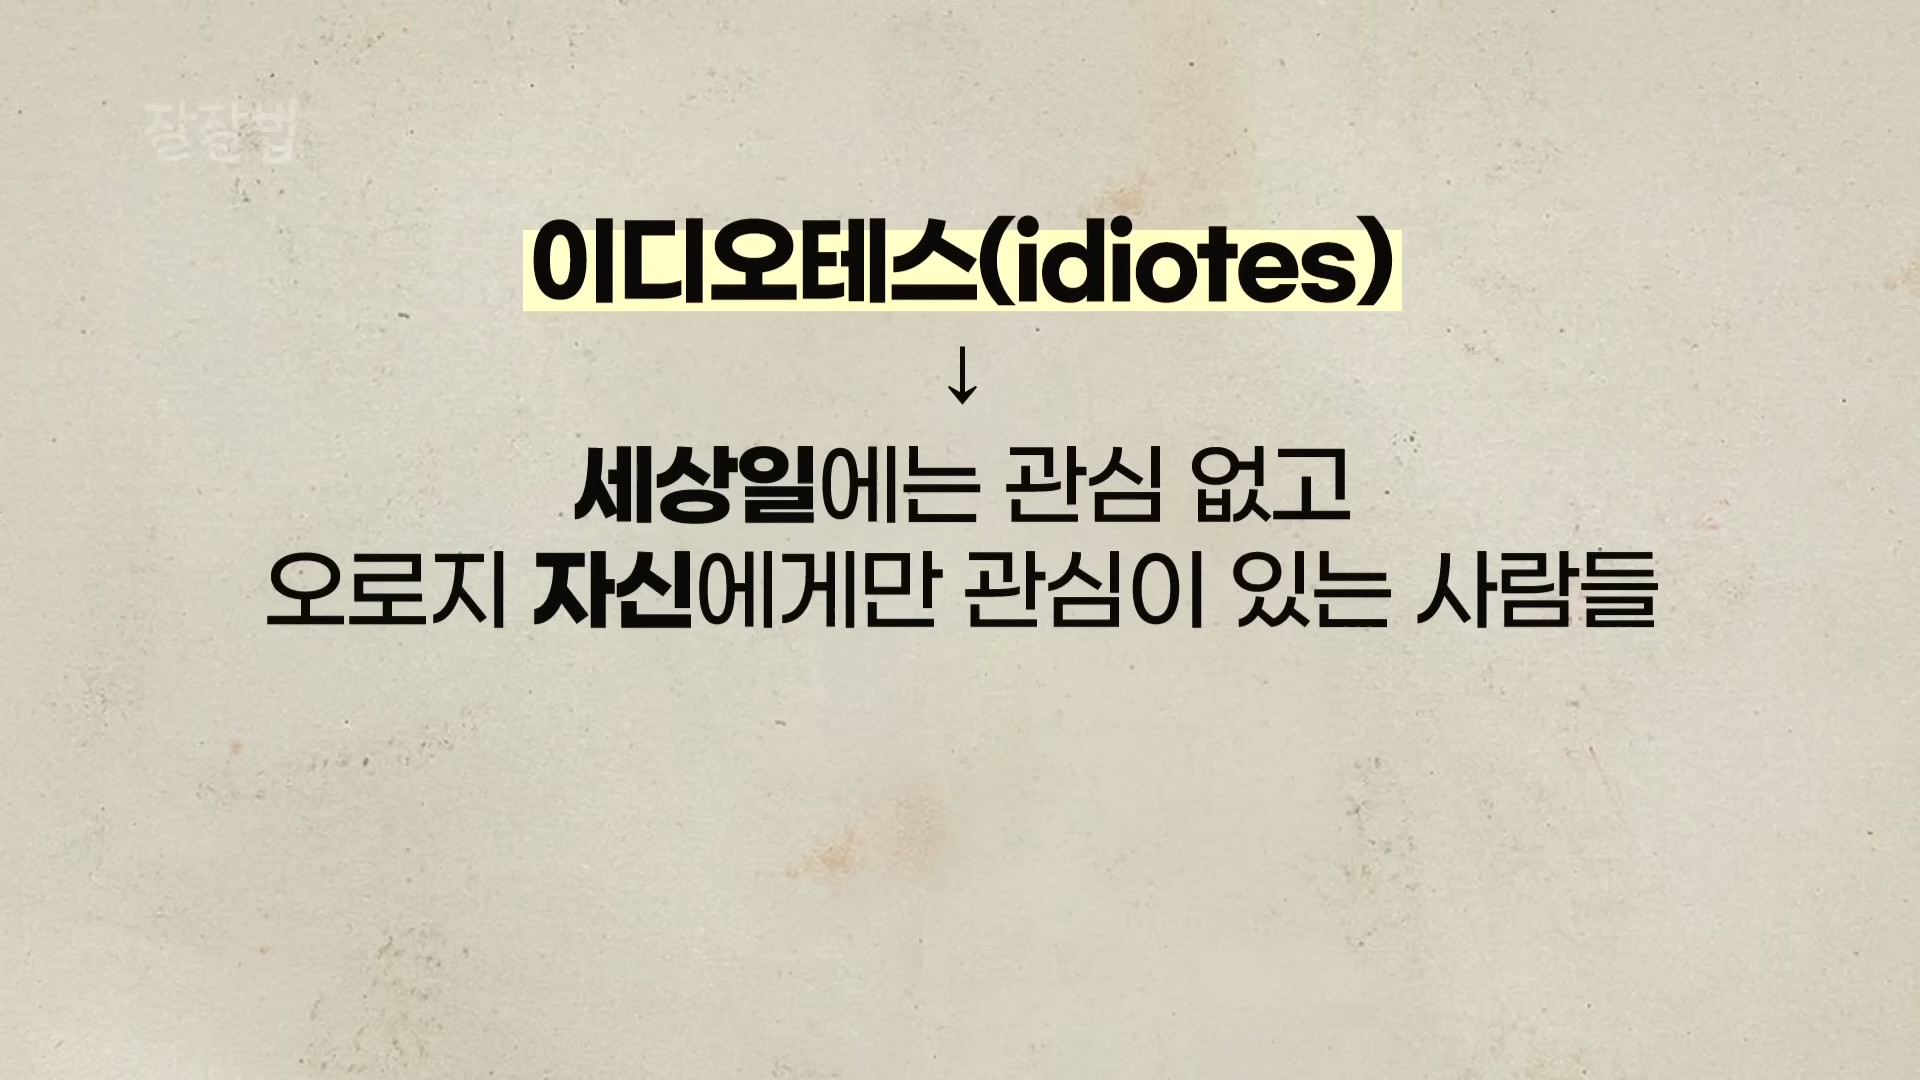 이디오테스(idiotes)
↓
세상일에는 관심 없고
오로지 자신에게만 관심이 있는 사람들